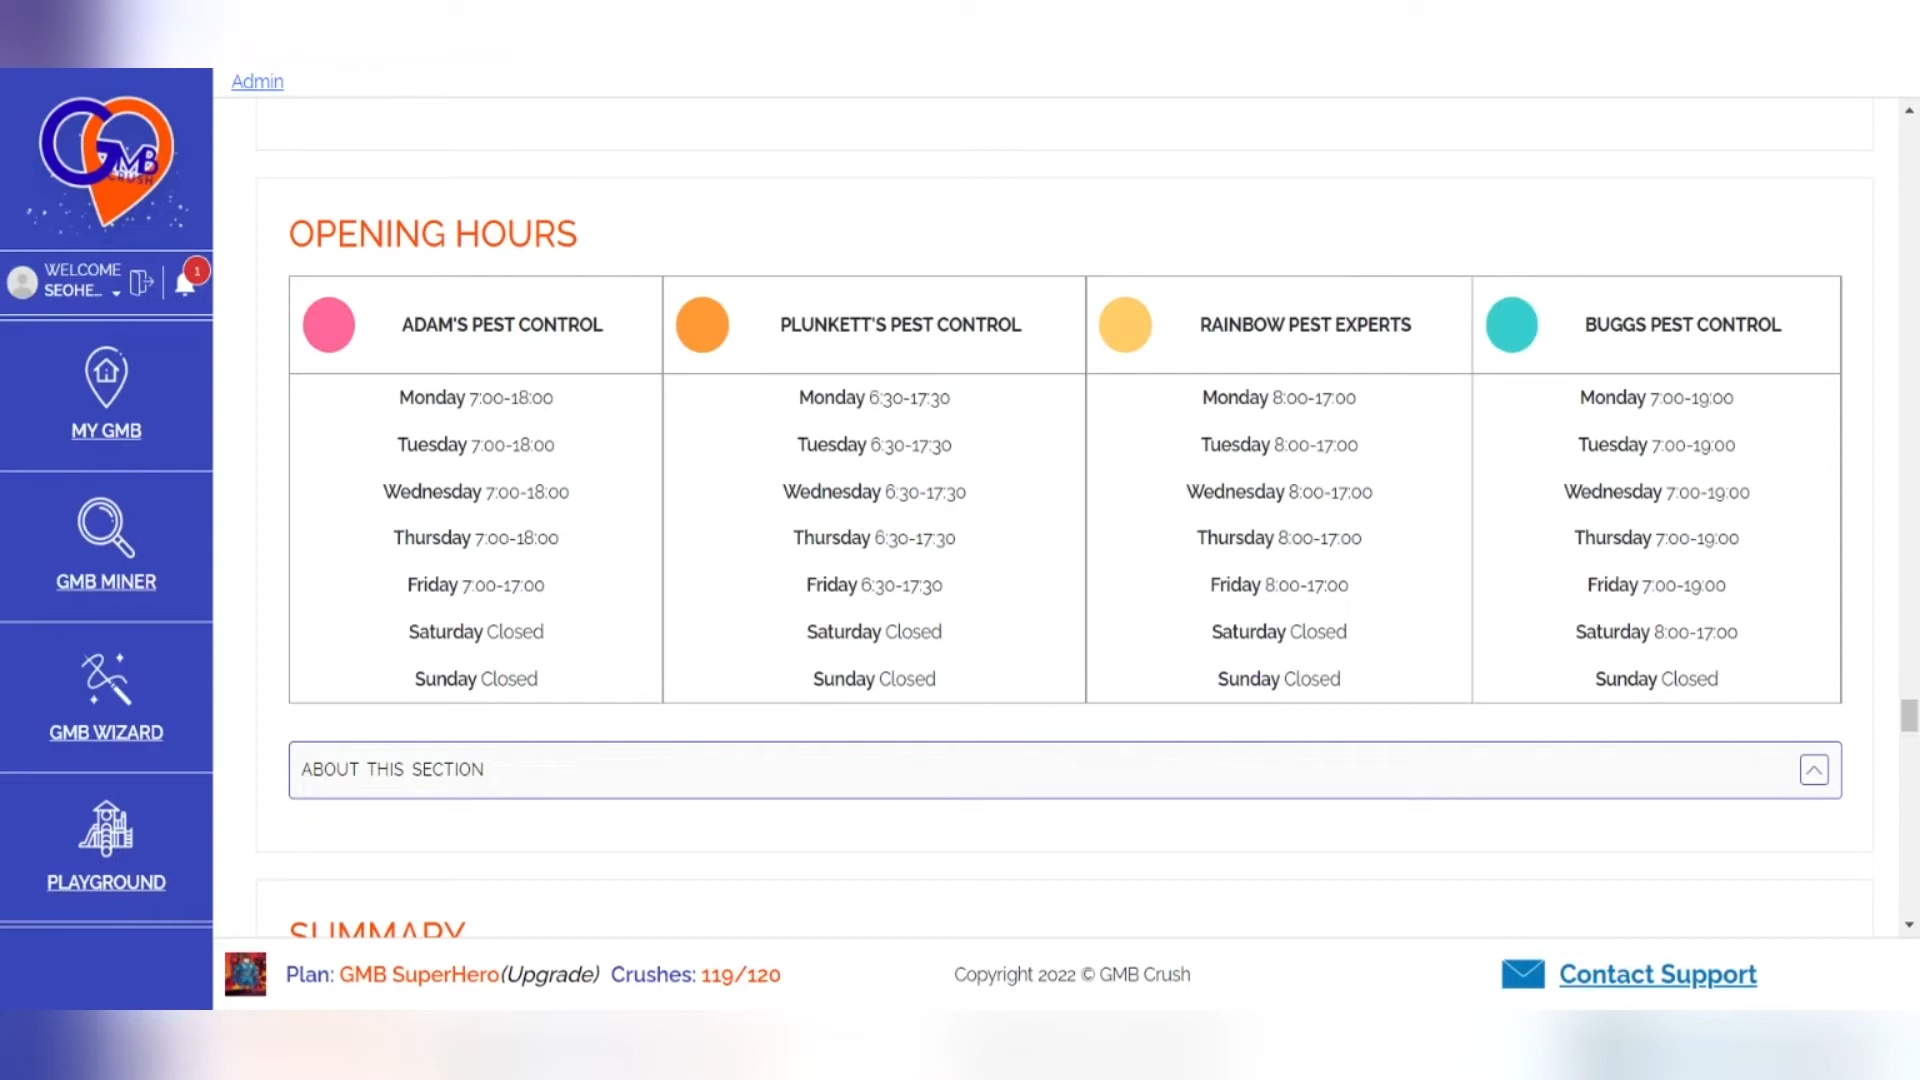 Admin
GMB
CRUSH
WELCOME
SEOHE...
1
MY GMB
GMB MINER
GMB WIZARD
PLAYGROUND
OPENING HOURS
ADAM'S PEST CONTROL PLUNKETT'S PEST CONTROL RAINBOW PEST EXPERTS BUGGS PEST CONTROL
Monday 7:00-18:00 Monday 6:30-17:30 Monday 8:00-17:00 Monday 7:00-19:00
Tuesday 7:00-18:00 Tuesday 6:30-17:30 Tuesday 8:00-17:00 Tuesday 7:00-19:00
Wednesday 7:00-18:00 Wednesday 6:30-17:30 Wednesday 8:00-17:00 Wednesday 7:00-19:00
Thursday 7:00-18:00 Thursday 6:30-17:30 Thursday 8:00-17:00 Thursday 7:00-19:00
Friday 7:00-17:00 Friday 6:30-17:30 Friday 8:00-17:00 Friday 7:00-19:00
Saturday Closed Saturday Closed Saturday Closed Saturday 8:00-17:00
Sunday Closed Sunday Closed Sunday Closed Sunday Closed
ABOUT THIS SECTION
SUMMARY
Plan: GMB SuperHero(Upgrade) Crushes: 119/120 Copyright 2022 © GMB Crush Contact Support